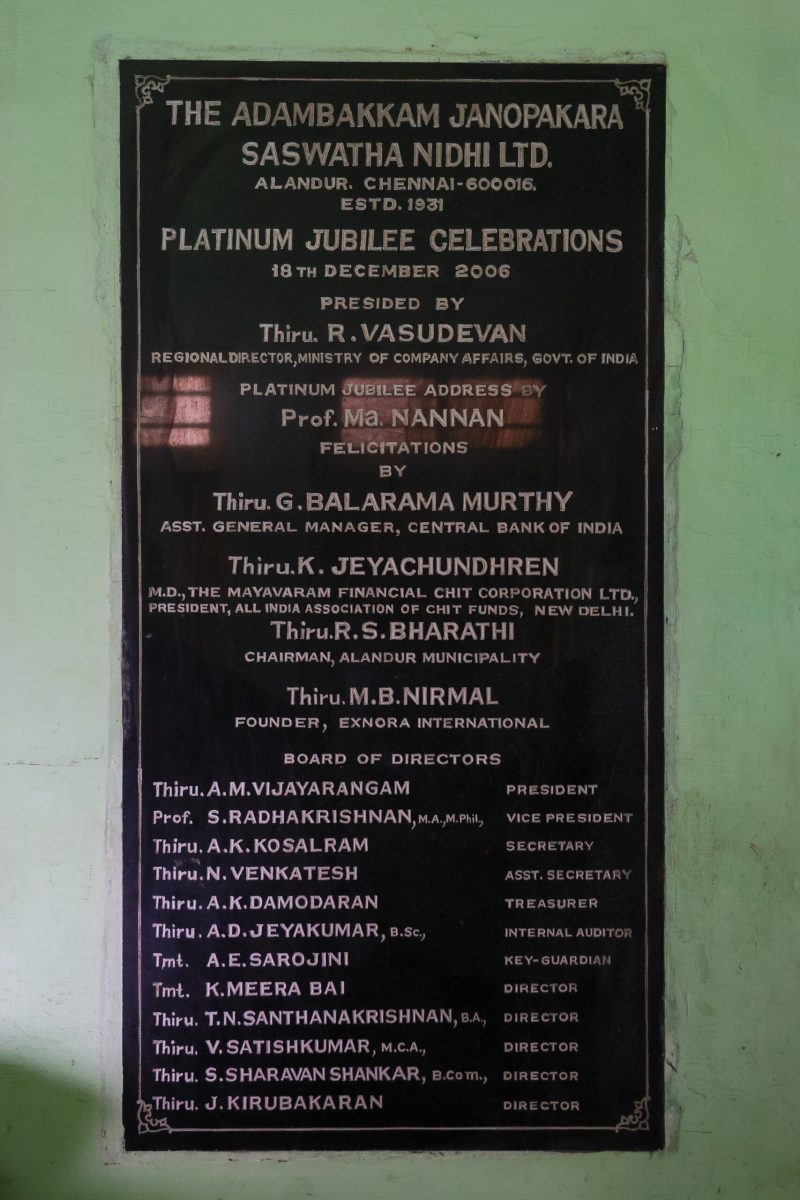 THE ADAMBAKKAM JANOPAKARA
SASWATHA NIDHI LTD.
ALANDUR. CHENNAI-600016.
ESTD. 1931
PLATINUM JUBILEE CELEBRATIONS
18TH DECEMBER 2006
PRESIDED BY
Thiru. R.VASUDEVAN
REGIONAL DIRECTOR, MINISTRY OF COMPANY AFFAIRS, GOVT. OF INDIA
PLATINUM JUBILEE ADDRESS BY
Prof. Ma. NANNAN
FELICITATIONS
BY
Thiru. G.BALARAMA MURTHY
ASST. GENERAL MANAGER, CENTRAL BANK OF INDIA
Thiru.K. JEYACHUNDHREN
M.D., THE MAYAVARAM FINANCIAL CHIT CORPORATION LTD.,
PRESIDENT, ALL INDIA ASSOCIATION OF CHIT FUNDS, NEW DELHI.
Thiru.R.S.BHARATHI
CHAIRMAN, ALANDUR MUNICIPALITY
Thiru.M.B.NIRMAL
FOUNDER, EXNORA INTERNATIONAL
BOARD OF DIRECTORS
Thiru. A.M.VIJAYARANGAM PRESIDENT
Prof. S.RADHAKRISHNAN, M.A.,M.Phil., VICE PRESIDENT
Thiru. A.K.KOSALRAM SECRETARY
Thiru. N.VENKATESH ASST. SECRETARY
Thiru. A.K.DAMODARAN TREASURER
Thiru. A.D.JEYAKUMAR, B.Sc., INTERNAL AUDITOR
Tmt. A.E.SAROJINI KEY-GUARDIAN
Tmt. K.MEERA BAI DIRECTOR
Thiru. T.N.SANTHANAKRISHNAN, B.A., DIRECTOR
Thiru. V.SATISHKUMAR, M.C.A., DIRECTOR
Thiru. S.SHARAVAN SHANKAR, B.Com., DIRECTOR
Thiru. J.KIRUBAKARAN DIRECTOR